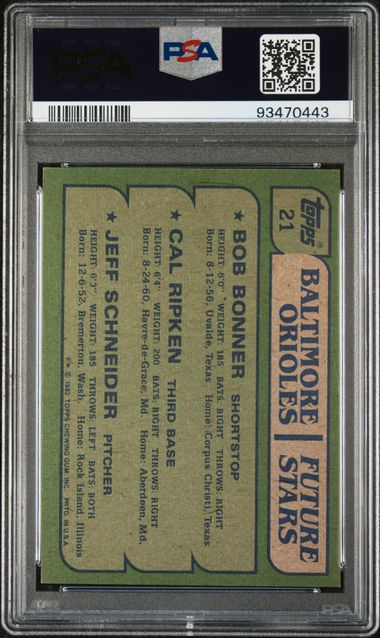 PSA
PSA
93470443
Topps®
21
BALTIMORE ORIOLES
FUTURE STARS
★ BOB BONNER SHORTSTOP
HEIGHT: 6'0" WEIGHT: 185 BATS: RIGHT THROWS: RIGHT
Born: 8-12-56, Uvalde, Texas Home: Corpus Christi, Texas
★ CAL RIPKEN THIRD BASE
HEIGHT: 6'4" WEIGHT: 200 BATS: RIGHT THROWS: RIGHT
Born: 8-24-60, Havre-de-Grace, Md. Home: Aberdeen, Md.
★ JEFF SCHNEIDER PITCHER
HEIGHT: 6'3" WEIGHT: 185 THROWS: LEFT BATS: BOTH
Born: 12-6-52, Bremerton, Wash. Home: Rock Island, Illinois
F* © 1982 TOPPS CHEWING GUM, INC. PRTD. IN U.S.A.
PSA